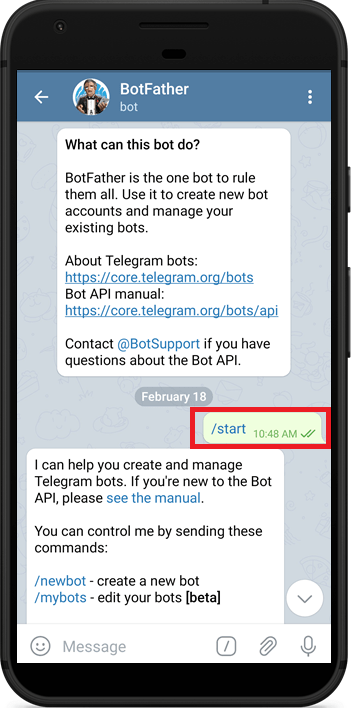 BotFather
bot
What can this bot do?
BotFather is the one bot to rule
them all. Use it to create new bot
accounts and manage your
existing bots.
About Telegram bots:
https://core.telegram.org/bots
Bot API manual:
https://core.telegram.org/bots/api
Contact @BotSupport if you have
questions about the Bot API.
February 18
/start 10:48 AM
I can help you create and manage
Telegram bots. If you're new to the Bot
API, please see the manual.
You can control me by sending these
commands:
/newbot - create a new bot
/mybots - edit your bots [beta]
Message